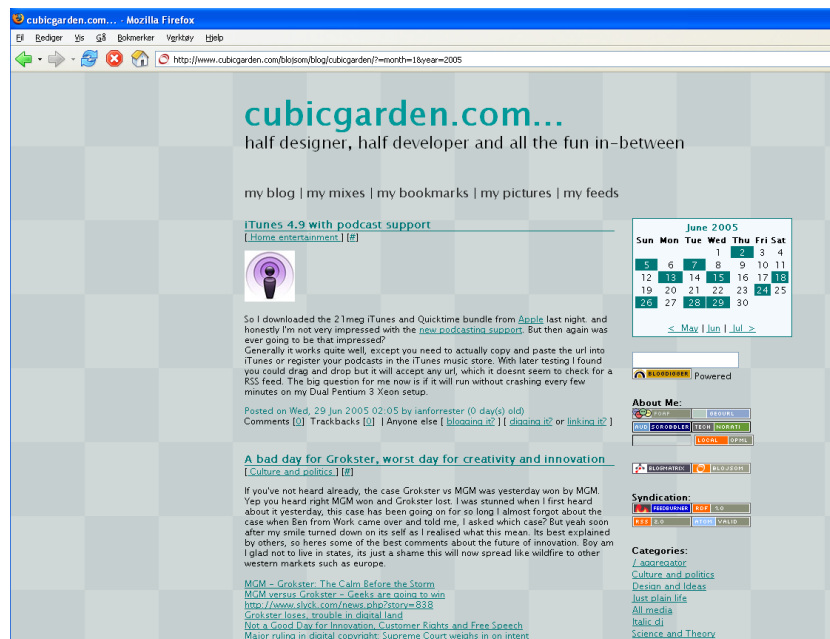 cubicgarden.com... - Mozilla Firefox
Fil Rediger Vis Gå Bokmerker Verktøy Hjelp
http://www.cubicgarden.com/blojsom/blog/cubicgarden/?=month=1&year=2005
cubicgarden.com...
half designer, half developer and all the fun in-between
my blog | my mixes | my bookmarks | my pictures | my feeds
iTunes 4.9 with podcast support
[ Home entertainment ] [#]
So I downloaded the 21meg iTunes and Quicktime bundle from Apple last night. and
honestly I'm not very impressed with the new podcasting support. But then again was
ever going to be that impressed?
Generally it works quite well, except you need to actually copy and paste the url into
iTunes or register your podcasts in the iTunes music store. With later testing I found
you could drag and drop but it will accept any url, which it doesnt seem to check for a
RSS feed. The big question for me now is if it will run without crashing every few
minutes on my Dual Pentium 3 Xeon setup.
Posted on Wed, 29 Jun 2005 02:05 by ianforrester (0 day(s) old)
Comments [0] Trackbacks [0] | Anyone else [ blogging it? ] [ digging it? or linking it? ]
A bad day for Grokster, worst day for creativity and innovation
[ Culture and politics ] [#]
If you've not heard already, the case Grokster vs MGM was yesterday won by MGM.
Yep you heard right MGM won and Grokster lost. I was stunned when I first heard
about it yesterday, this case has been going on for so long I almost forgot about the
case when Ben from Work came over and told me, I asked which case? But yeah soon
after my smile turned down on its self as I realised what this mean. Its best explained
by others, so heres some of the best comments about the future of innovation. Boy am
I glad not to live in states, its just a shame this will now spread like wildfire to other
western markets such as europe.
MGM - Grokster: The Calm Before the Storm
MGM versus Grokster - Geeks are going to win
http://www.slyck.com/news.php?story=838
Grokster loses, trouble in digital land
Not a Good Day for Innovation, Customer Rights and Free Speech
Major ruling in digital copyright: Supreme Court weighs in on intent
June 2005
Sun Mon Tue Wed Thu Fri Sat
1 2 3 4
5 6 7 8 9 10 11
12 13 14 15 16 17 18
19 20 21 22 23 24 25
26 27 28 29 30
< May | Jun | Jul >
BLOGDIGGER Powered
About Me:
FOAF GEOURL
AUD SCROBBLER TECH NORATI
LOCAL OPML
BLOGMATRIX BLOJSOM
Syndication:
FEEDBURNER RDF 1.0
RSS 2.0 ATOM VALID
Categories:
/ aggregator
Culture and politics
Design and Ideas
Just plain life
All media
Italic di
Science and Theory